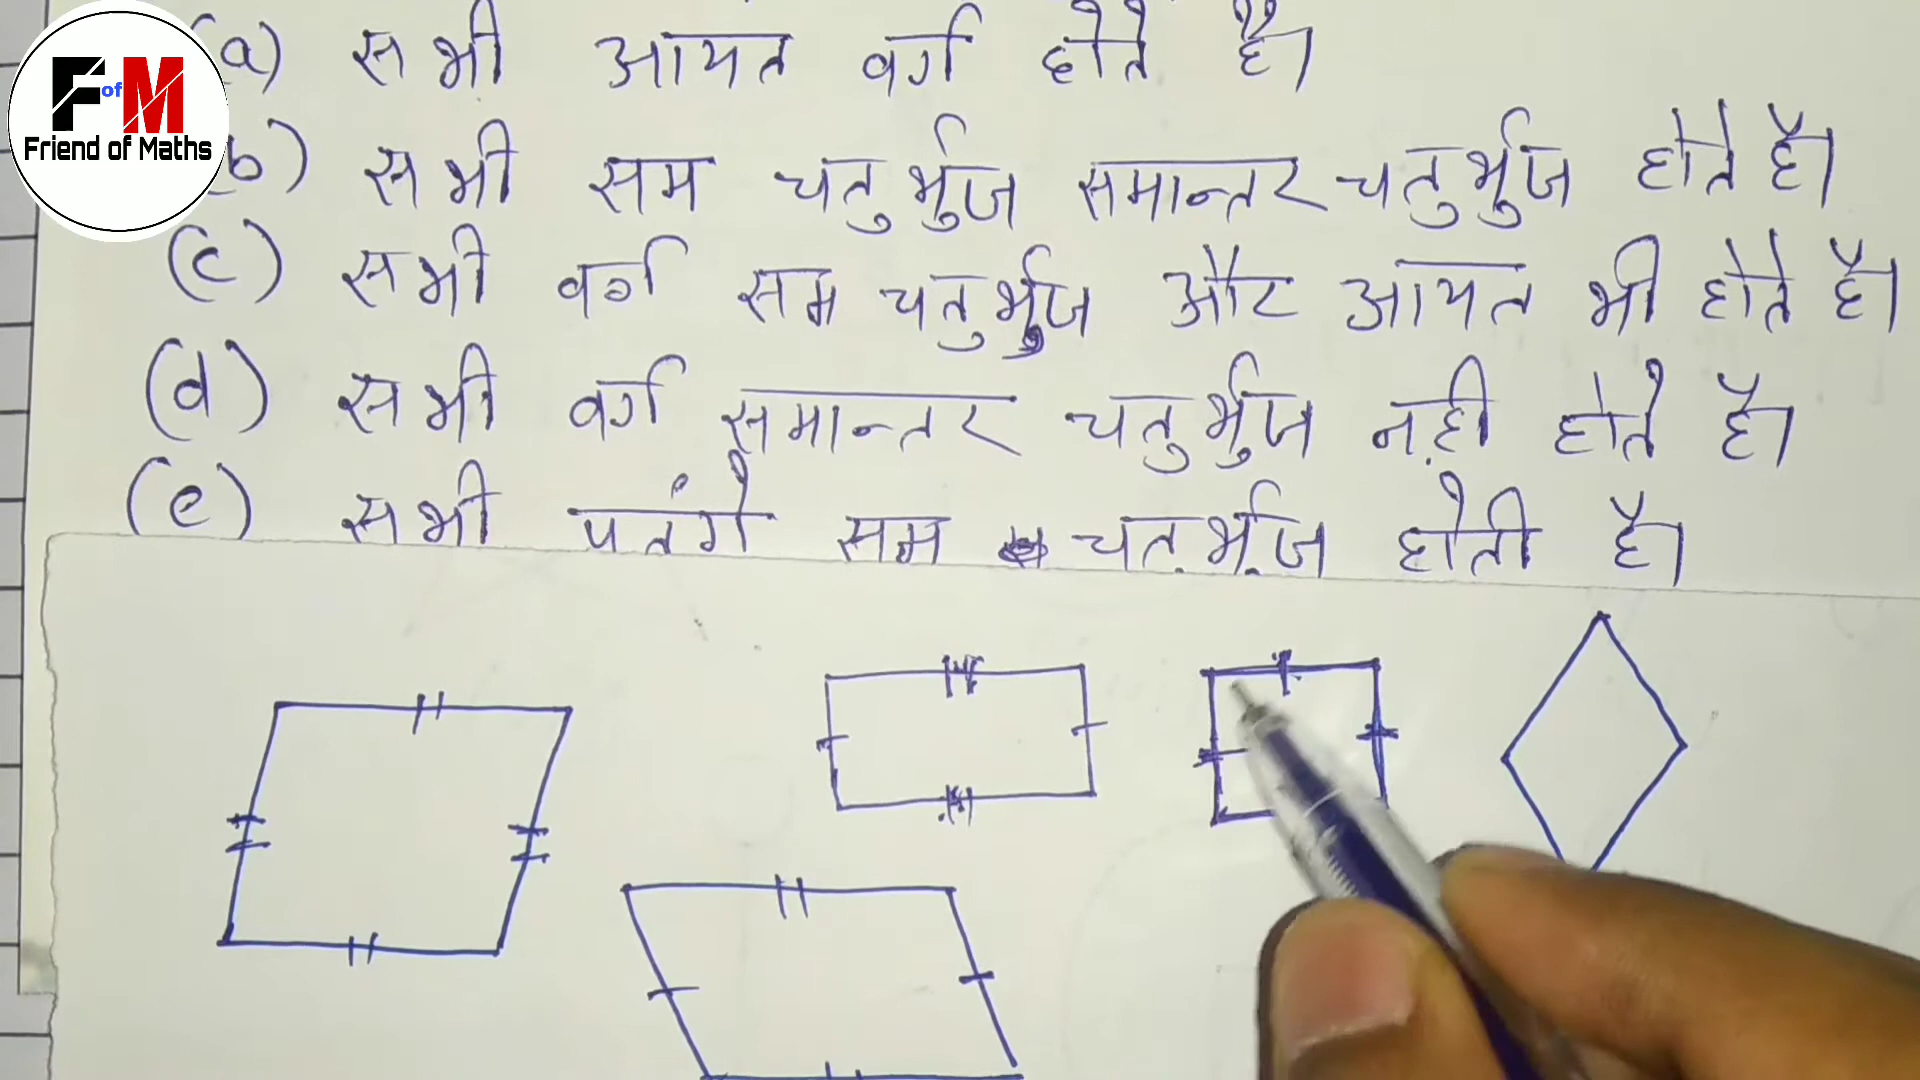 F of M
Friend of Maths
(a) सभी आयत वर्ग होते है।
(b) सभी सम चतुर्भुज समान्तर चतुर्भुज होते है।
(c) सभी वर्ग सम चतुर्भुज और आयत भी होते है।
(d) सभी वर्ग समान्तर चतुर्भुज नही होते है।
(e) सभी पतंगे सम चतुर्भुज होती है।